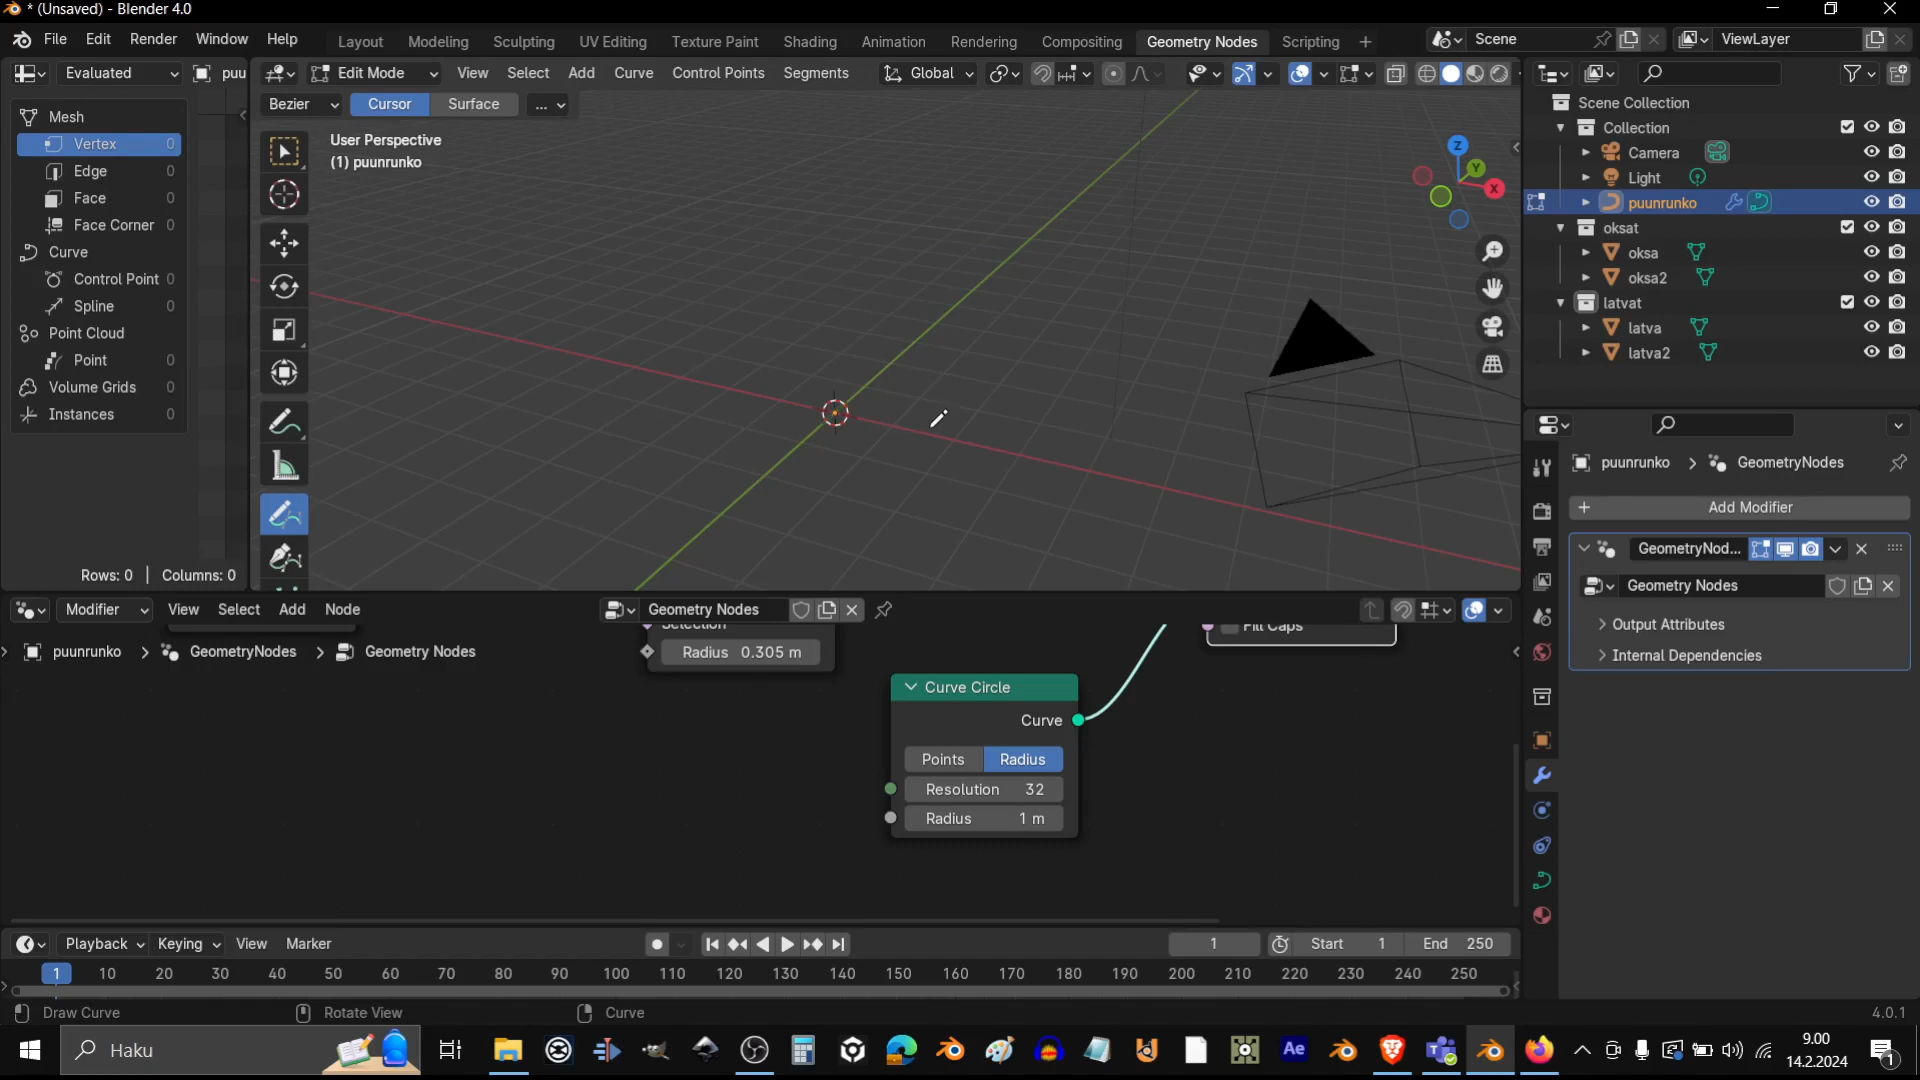 * (Unsaved) - Blender 4.0
File Edit Render Window Help Layout Modeling Sculpting UV Editing Texture Paint Shading Animation Rendering Compositing Geometry Nodes Scripting + Scene ViewLayer
Evaluated puu Edit Mode View Select Add Curve Control Points Segments Global
Bezier Cursor Surface ...
Mesh
Vertex 0
Edge 0
Face 0
Face Corner 0
Curve
Control Point 0
Spline 0
Point Cloud
Point 0
Volume Grids 0
Instances 0
Rows: 0 | Columns: 0
User Perspective
(1) puunrunko
Z
Y
X
Scene Collection
Collection
Camera
Light
puunrunko
oksat
oksa
oksa2
latvat
latva
latva2
puunrunko > GeometryNodes
+ Add Modifier
GeometryNod...
Geometry Nodes
Output Attributes
Internal Dependencies
Modifier View Select Add Node Geometry Nodes
puunrunko > GeometryNodes > Geometry Nodes
Selection
Radius 0.305 m
Fill Caps
Curve Circle
Curve
Points Radius
Resolution 32
Radius 1 m
Playback Keying View Marker 1 Start 1 End 250
1 10 20 30 40 50 60 70 80 90 100 110 120 130 140 150 160 170 180 190 200 210 220 230 240 250
Draw Curve Rotate View Curve 4.0.1
Haku Ae 9.00
14.2.2024 1